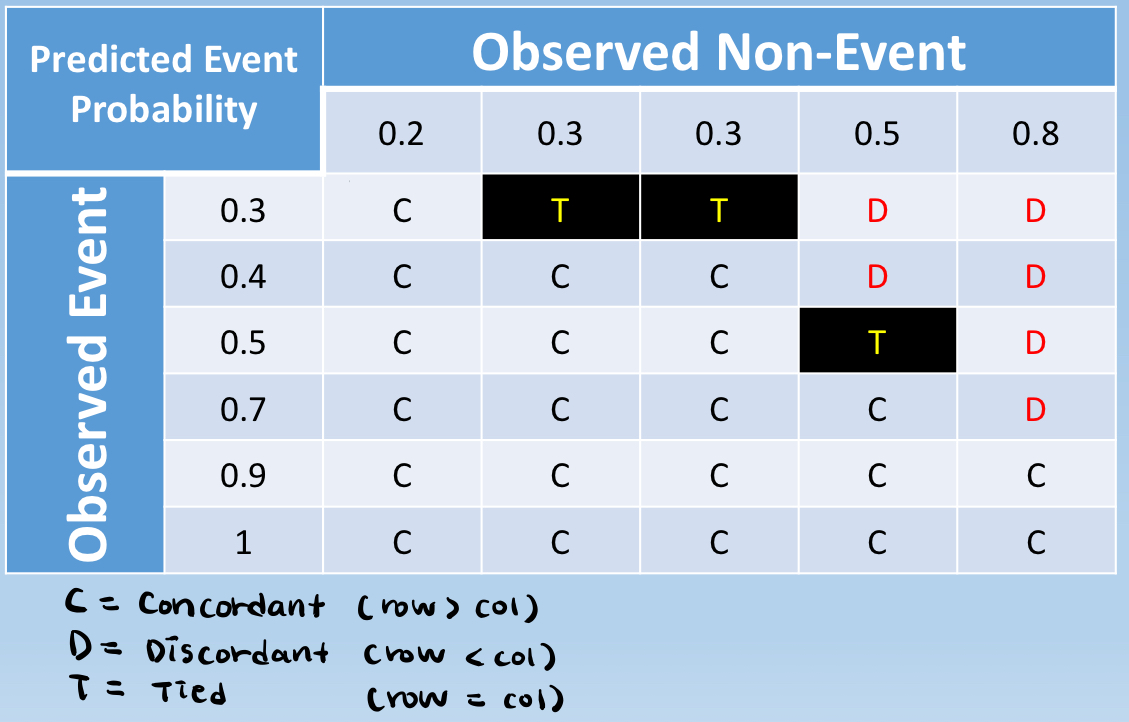 Predicted Event Probability Observed Non-Event
0.2 0.3 0.3 0.5 0.8
Observed Event
0.3 C T T D D
0.4 C C C D D
0.5 C C C T D
0.7 C C C C D
0.9 C C C C C
1 C C C C C
C = Concordant (row > col)
D = Discordant (row < col)
T = Tied (row = col)